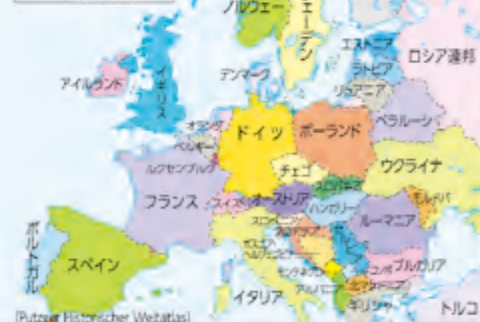 ノルウェー
エストニア
ロシア連邦
ラトビア
アイルランド
イギリス
デンマーク
リトアニア
オランダ
ベラルーシ
ドイツ
ポーランド
ベルギー
ルクセンブルク
チェコ
ウクライナ
スロバキア
フランス
スイス
オーストリア
ハンガリー
モルドバ
スロベニア
ルーマニア
ポルトガル
スペイン
ブルガリア
イタリア
アルバニア
ギリシャ
トルコ
(Putzger Historischer Weltatlas)